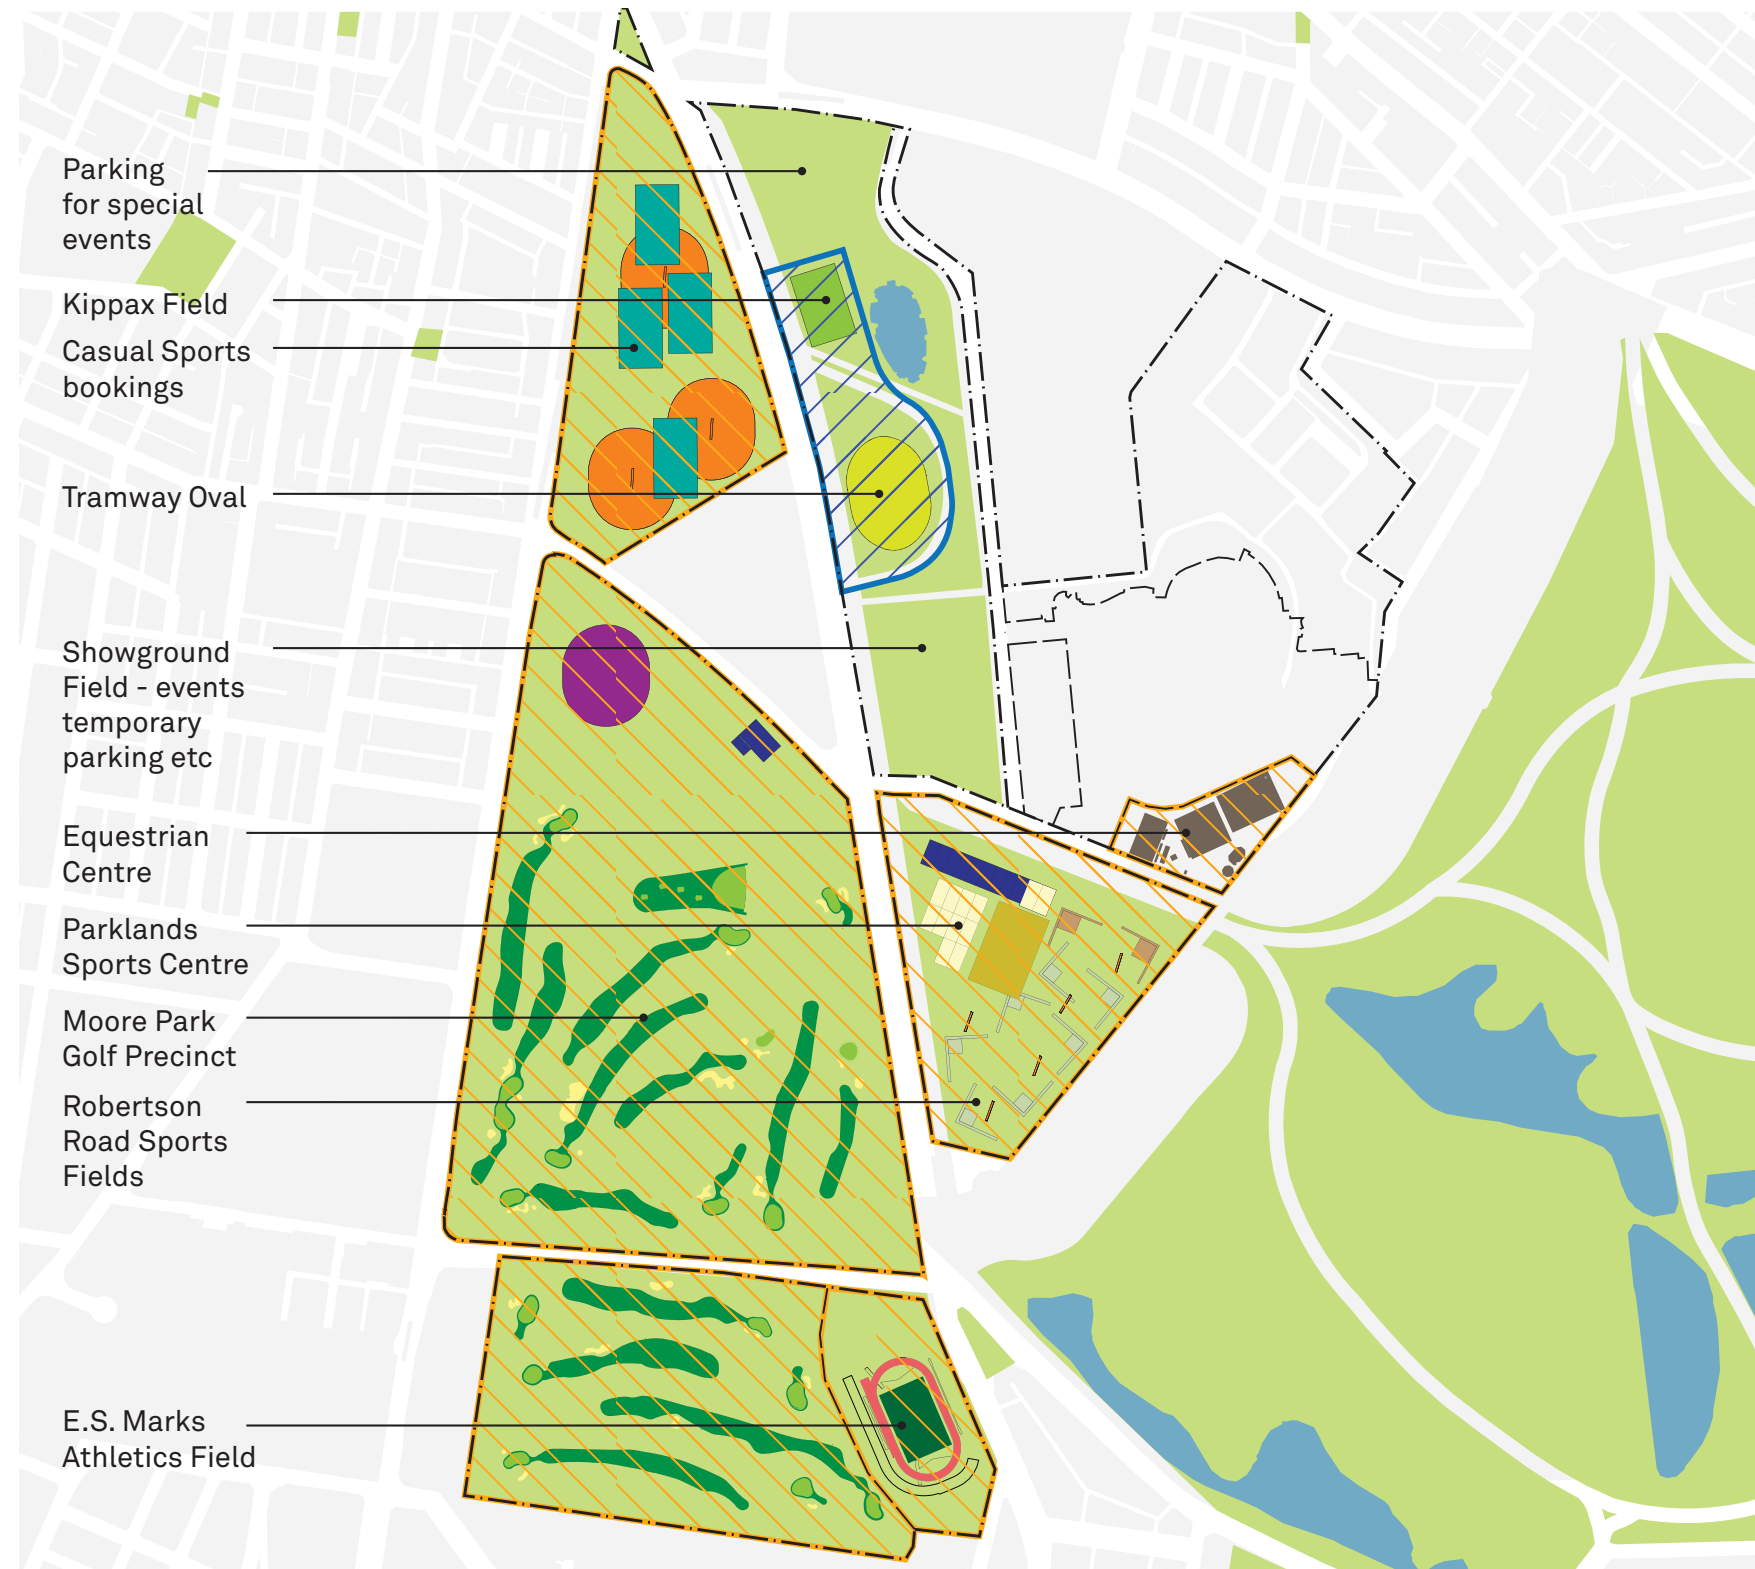 Parking
for special
events
Kippax Field
Casual Sports
bookings
Tramway Oval
Showground
Field - events
temporary
parking etc
Equestrian
Centre
Parklands
Sports Centre
Moore Park
Golf Precinct
Robertson
Road Sports
Fields
E.S. Marks
Athletics Field